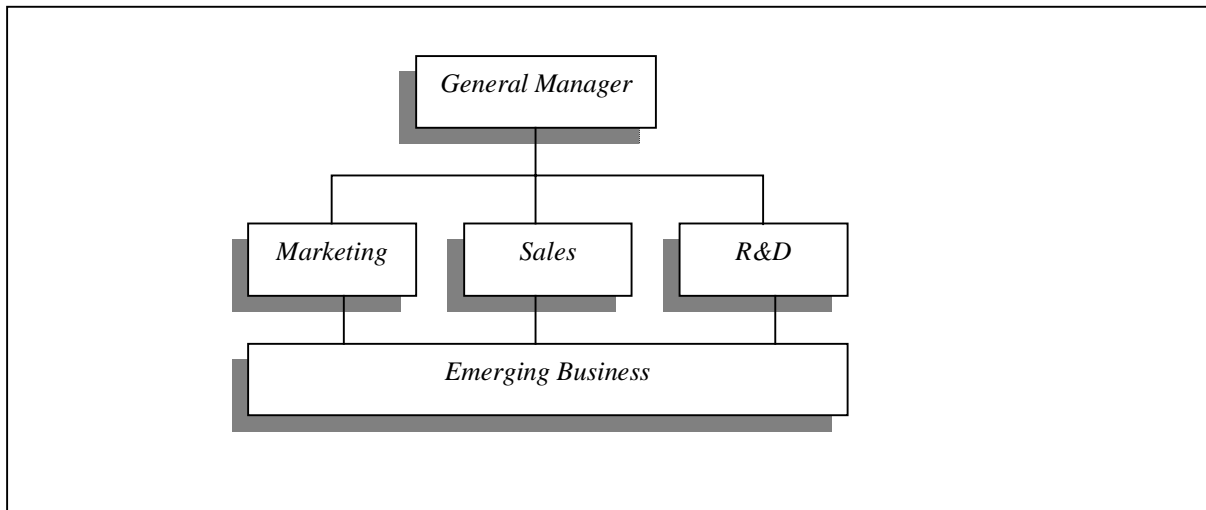 General Manager
Marketing
Sales
R&D
Emerging Business